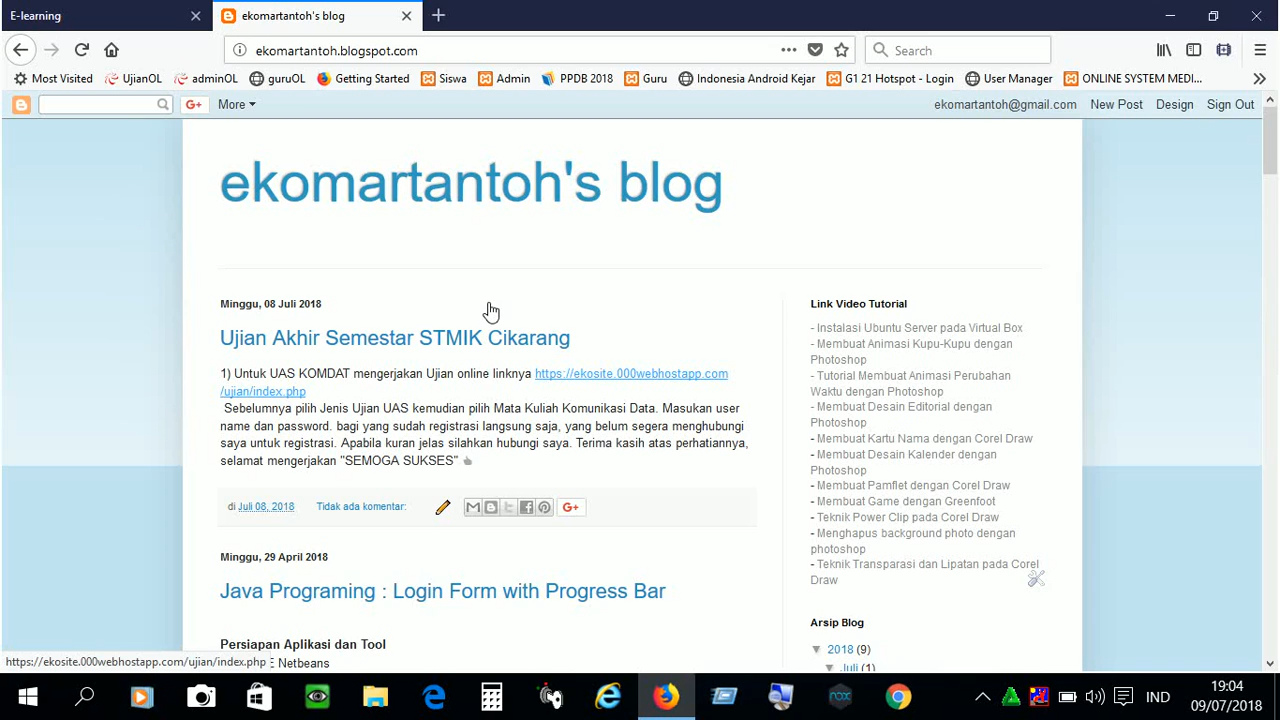 E-learning
ekomartantoh's blog
ekomartantoh.blogspot.com
Search
Most Visited
UjianOL
adminOL
guruOL
Getting Started
Siswa
Admin
PPDB 2018
Guru
Indonesia Android Kejar
G1 21 Hotspot - Login
User Manager
ONLINE SYSTEM MEDI...
G+
More
ekomartantoh@gmail.com
New Post
Design
Sign Out
ekomartantoh's blog
Minggu, 08 Juli 2018
Ujian Akhir Semestar STMIK Cikarang
1) Untuk UAS KOMDAT mengerjakan Ujian online linknya https://ekosite.000webhostapp.com
/ujian/index.php
Sebelumnya pilih Jenis Ujian UAS kemudian pilih Mata Kuliah Komunikasi Data. Masukan user
name dan password. bagi yang sudah registrasi langsung saja, yang belum segera menghubungi
saya untuk registrasi. Apabila kuran jelas silahkan hubungi saya. Terima kasih atas perhatiannya,
selamat mengerjakan "SEMOGA SUKSES"
di Juli 08, 2018
Tidak ada komentar:
G+
Minggu, 29 April 2018
Java Programing : Login Form with Progress Bar
Persiapan Aplikasi dan Tool
E Netbeans
Link Video Tutorial
- Instalasi Ubuntu Server pada Virtual Box
- Membuat Animasi Kupu-Kupu dengan
Photoshop
- Tutorial Membuat Animasi Perubahan
Waktu dengan Photoshop
- Membuat Desain Editorial dengan
Photoshop
- Membuat Kartu Nama dengan Corel Draw
- Membuat Desain Kalender dengan
Photoshop
- Membuat Pamflet dengan Corel Draw
- Membuat Game dengan Greenfoot
- Teknik Power Clip pada Corel Draw
- Menghapus background photo dengan
photoshop
- Teknik Transparasi dan Lipatan pada Corel
Draw
Arsip Blog
▼ 2018 (9)
▼ Juli (1)
https://ekosite.000webhostapp.com/ujian/index.php
IND
19:04
09/07/2018